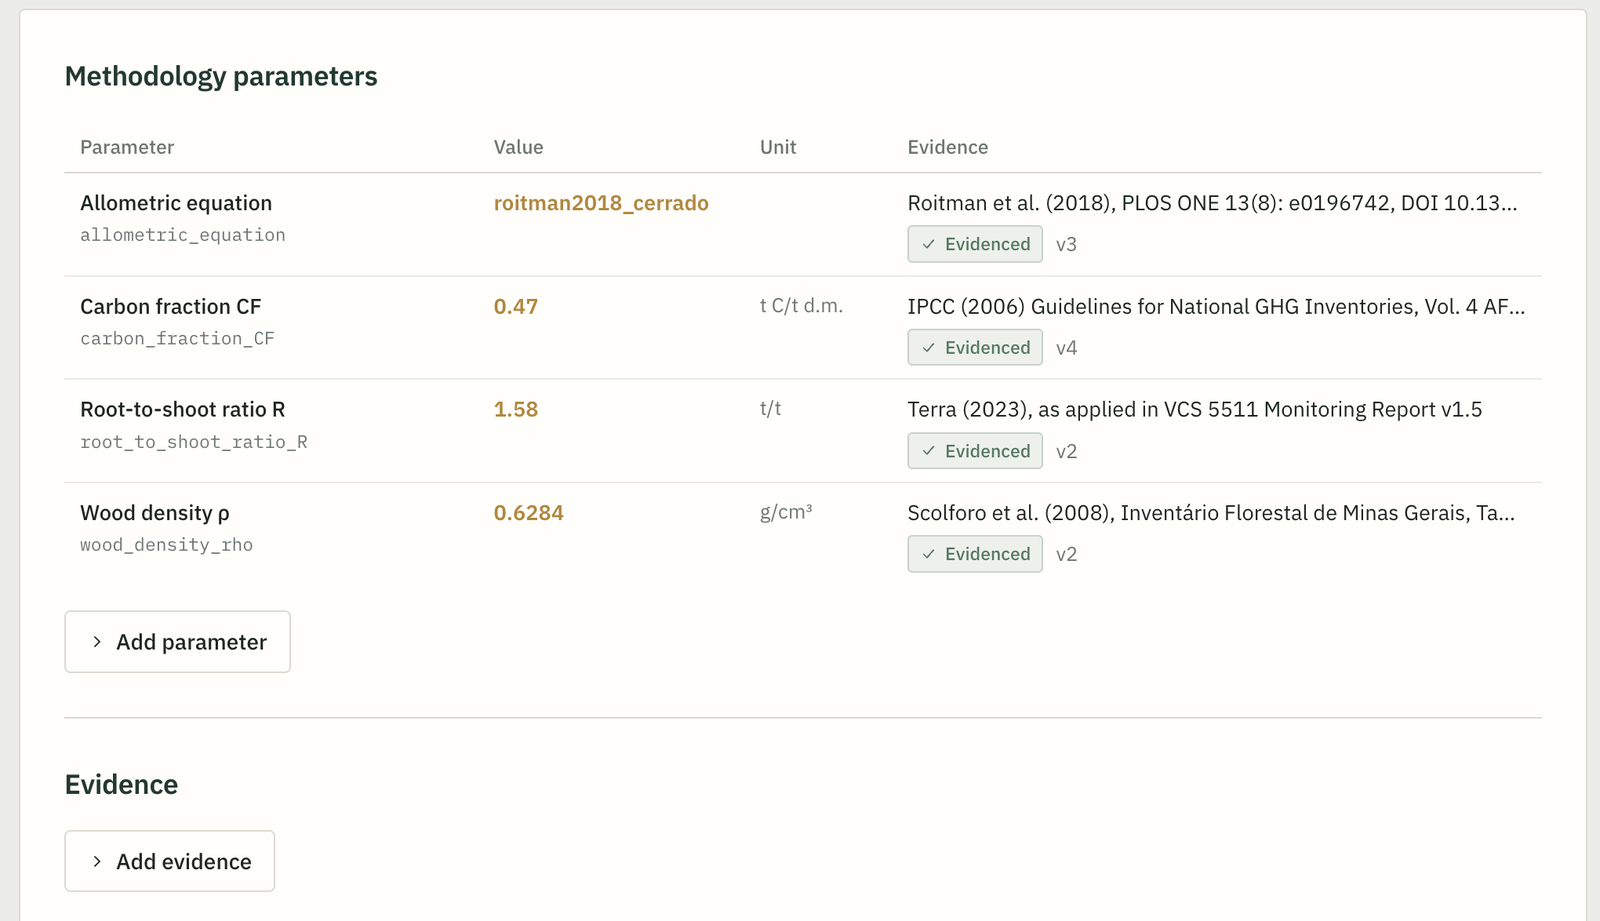 Methodology parameters
Parameter Value Unit Evidence
Allometric equation roitman2018_cerrado Roitman et al. (2018), PLOS ONE 13(8): e0196742, DOI 10.13...
allometric_equation ✓ Evidenced v3
Carbon fraction CF 0.47 t C/t d.m. IPCC (2006) Guidelines for National GHG Inventories, Vol. 4 AF...
carbon_fraction_CF ✓ Evidenced v4
Root-to-shoot ratio R 1.58 t/t Terra (2023), as applied in VCS 5511 Monitoring Report v1.5
root_to_shoot_ratio_R ✓ Evidenced v2
Wood density ρ 0.6284 g/cm³ Scolforo et al. (2008), Inventário Florestal de Minas Gerais, Ta...
wood_density_rho ✓ Evidenced v2
> Add parameter
Evidence
> Add evidence